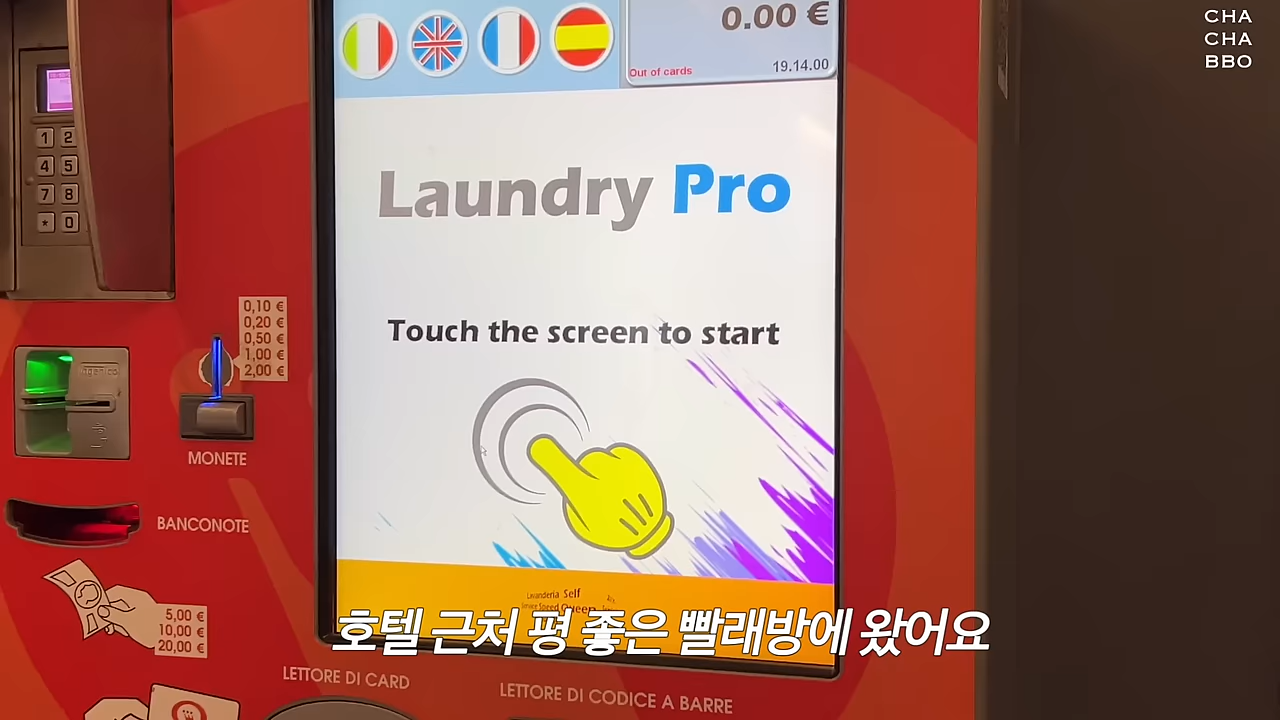 CHA
CHA
BBO
0.00 €
Out of cards
19.14.00
Laundry Pro
Touch the screen to start
1 2
4 5
7 8
* 0
0,10 €
0,20 €
0,50 €
1,00 €
2,00 €
MONETE
BANCONOTE
5,00 €
10,00 €
20,00 €
Lavanderia Self
Service Speed Queen
호텔 근처 평 좋은 빨래방에 왔어요
LETTORE DI CARD
LETTORE DI CODICE A BARRE